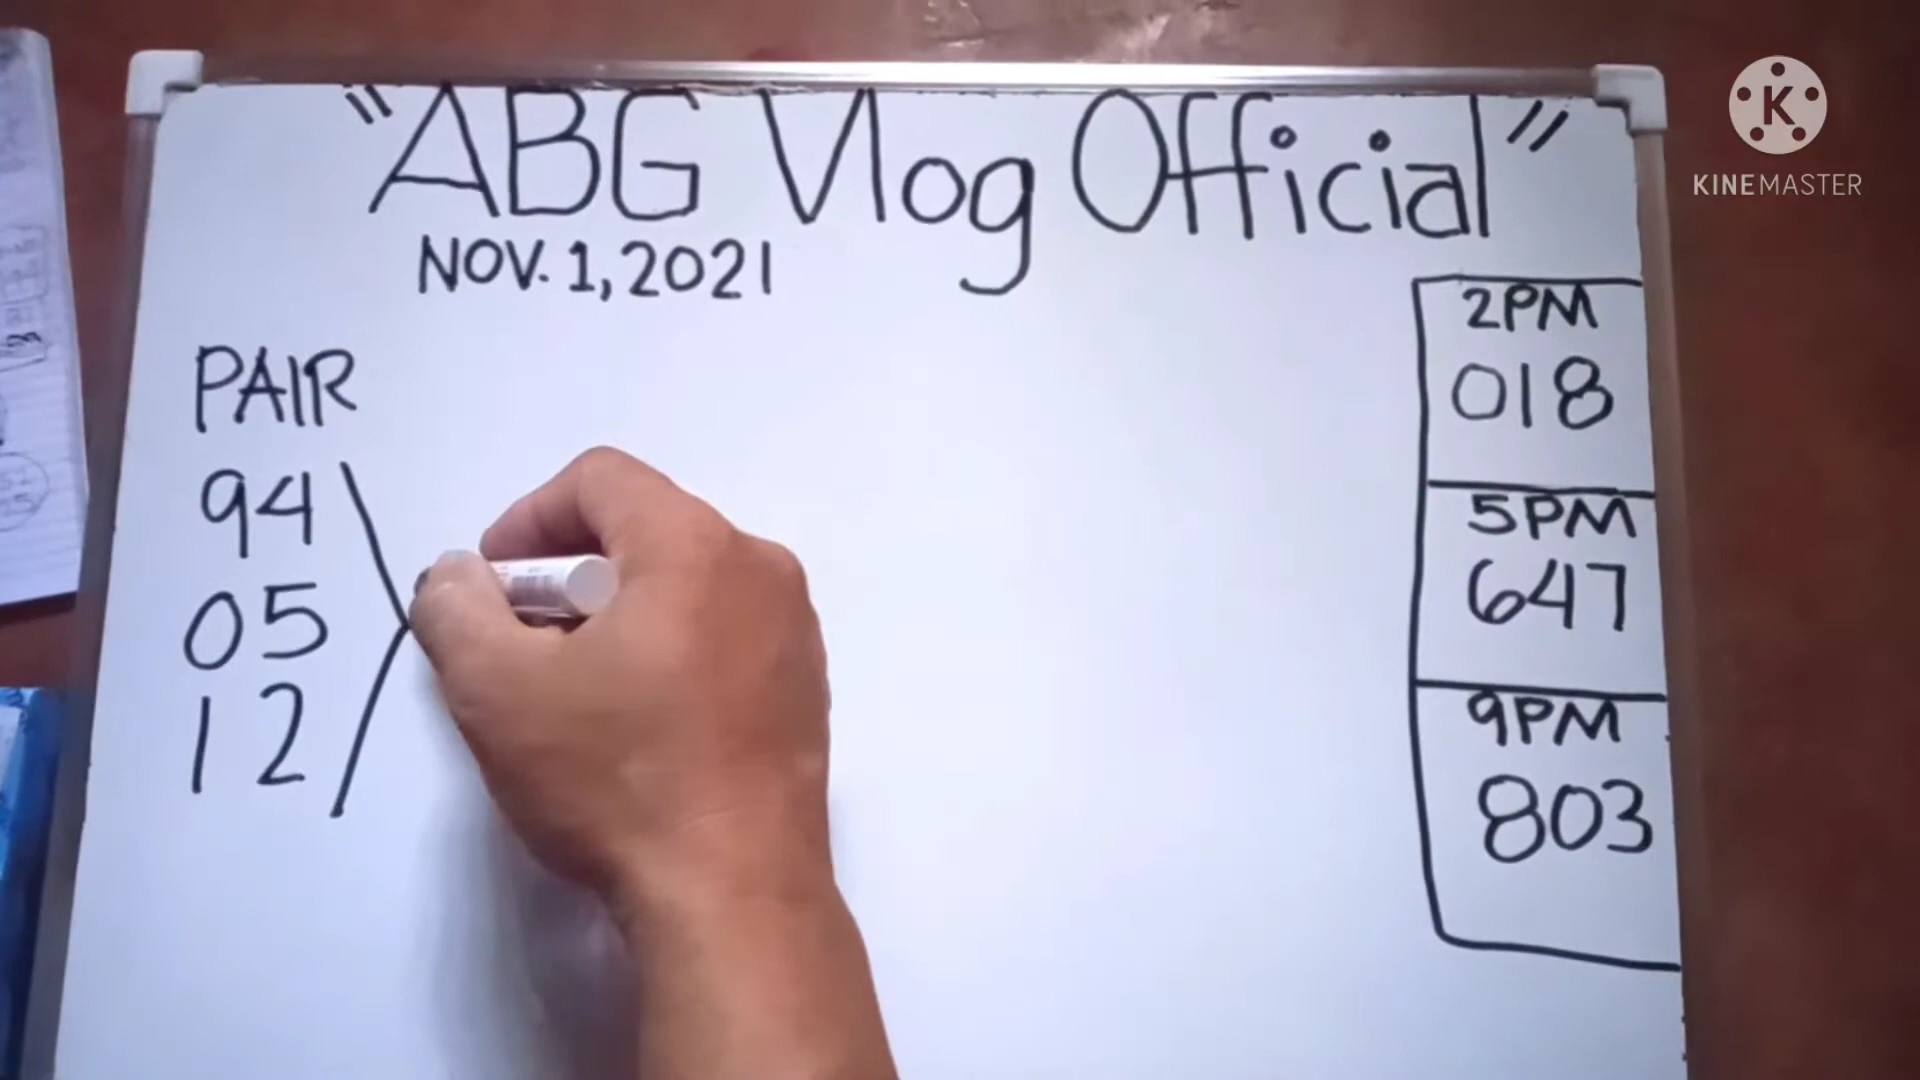 "ABG Vlog Official"
NOV. 1, 2021
PAIR
94
05
12
2PM
018
5PM
647
9PM
803
K
KINEMASTER